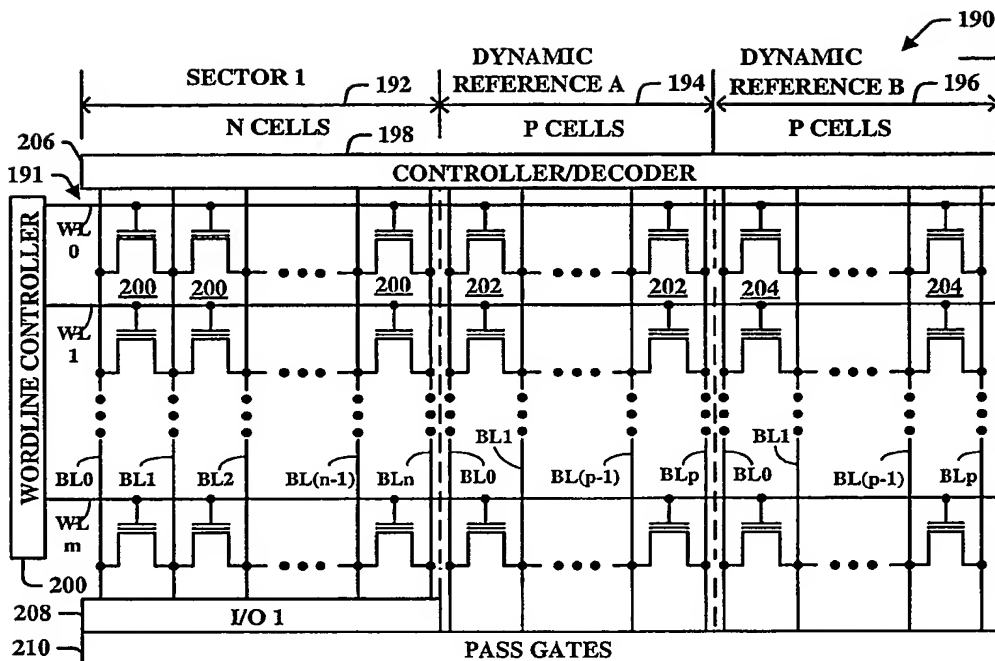 190
SECTOR 1
DYNAMIC
REFERENCE A
DYNAMIC
REFERENCE B
192
194
196
N CELLS
P CELLS
P CELLS
198
206
CONTROLLER/DECODER
191
WORDLINE CONTROLLER
WL
0
200 200 200 202 202 204 204
WL
1
BL1
BL1
BL0 BL1 BL2 BL(n-1) BLn BL0 BL(p-1) BLp BL0 BL(p-1) BLp
WL
m
200
208
I/O 1
210
PASS GATES